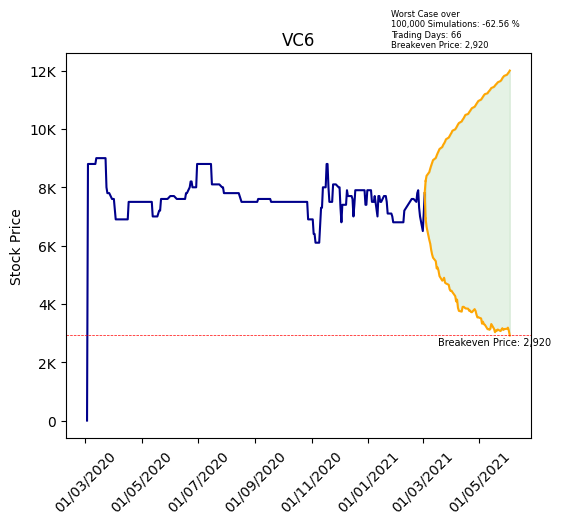 Worst Case over
100,000 Simulations: -62.56 %
Trading Days: 66
Breakeven Price: 2,920
VC6
Stock Price
12K
10K
8K
6K
4K
2K
0
Breakeven Price: 2,920
01/03/2020
01/05/2020
01/07/2020
01/09/2020
01/11/2020
01/01/2021
01/03/2021
01/05/2021